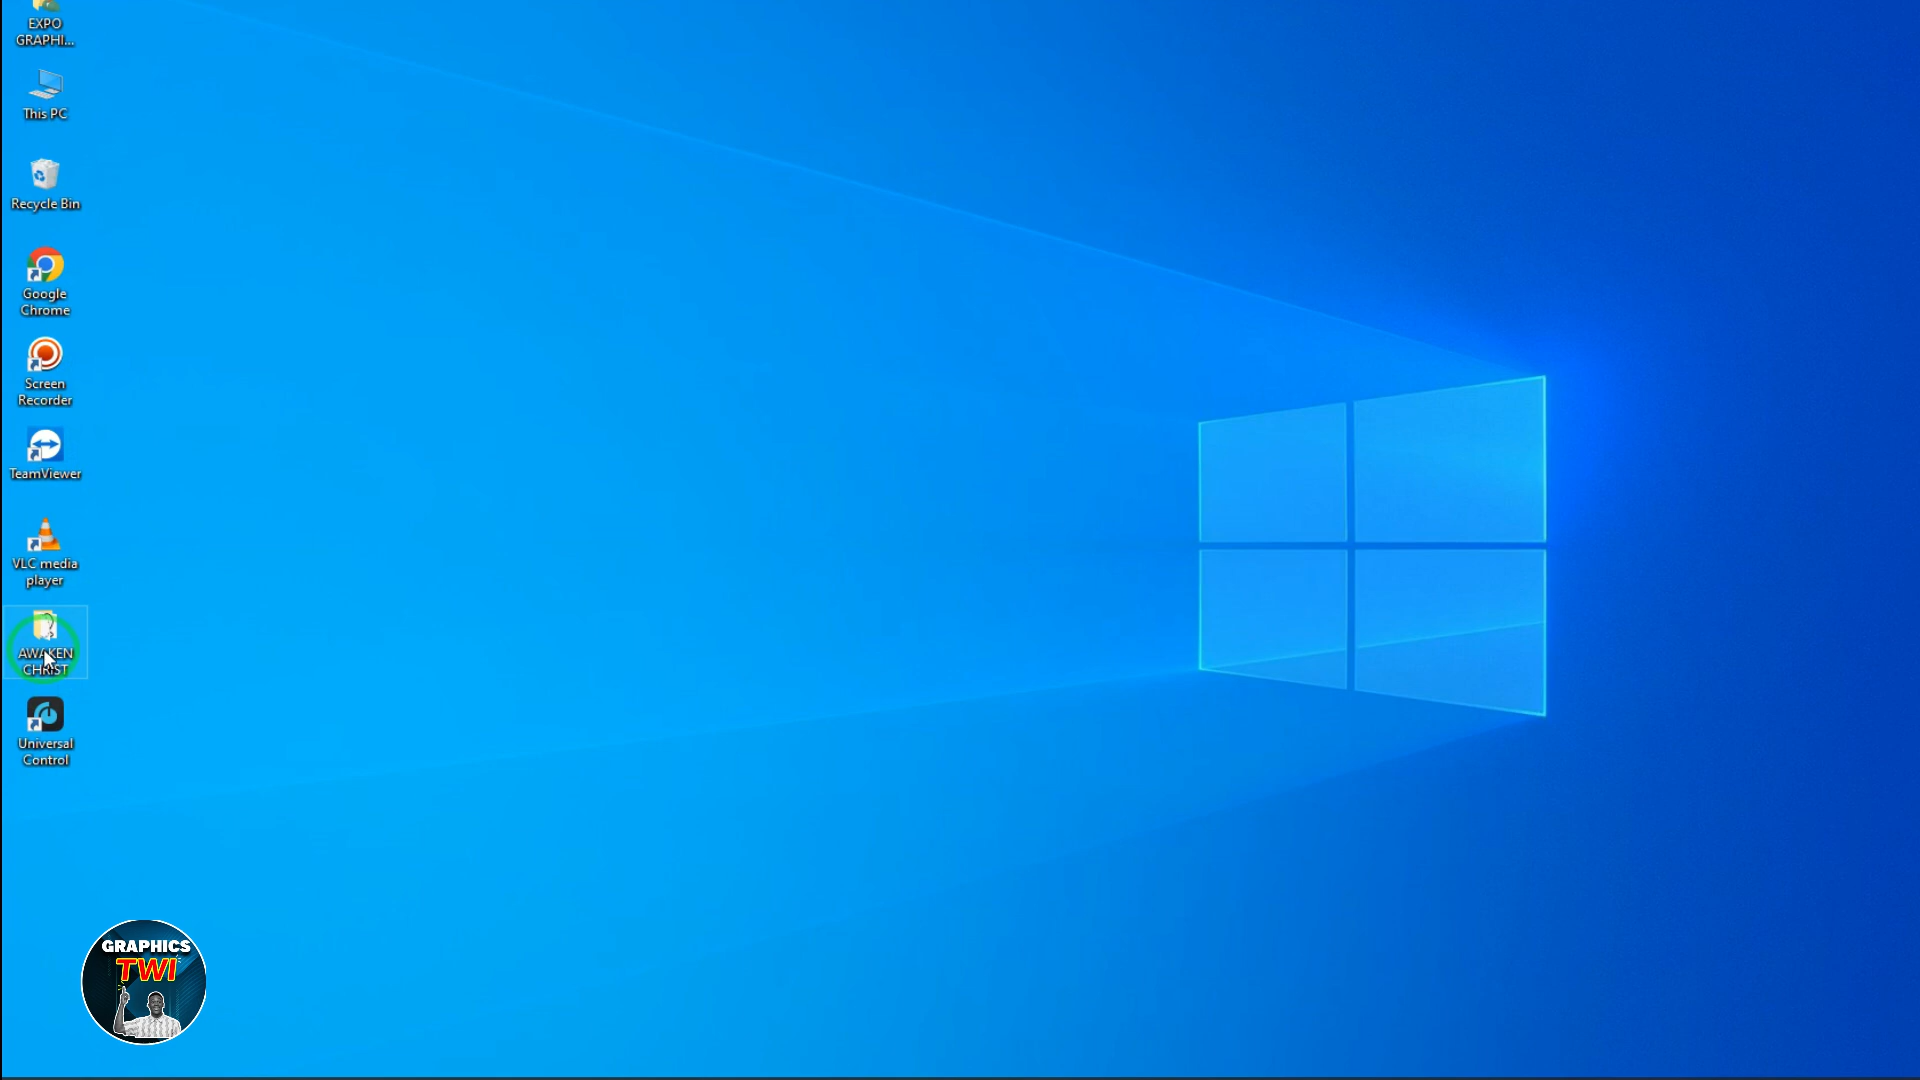 EXPO
GRAPHI...
This PC
Recycle Bin
Google
Chrome
Screen
Recorder
TeamViewer
VLC media
player
AWAKEN
CHRIST
Universal
Control
GRAPHICS
TWI